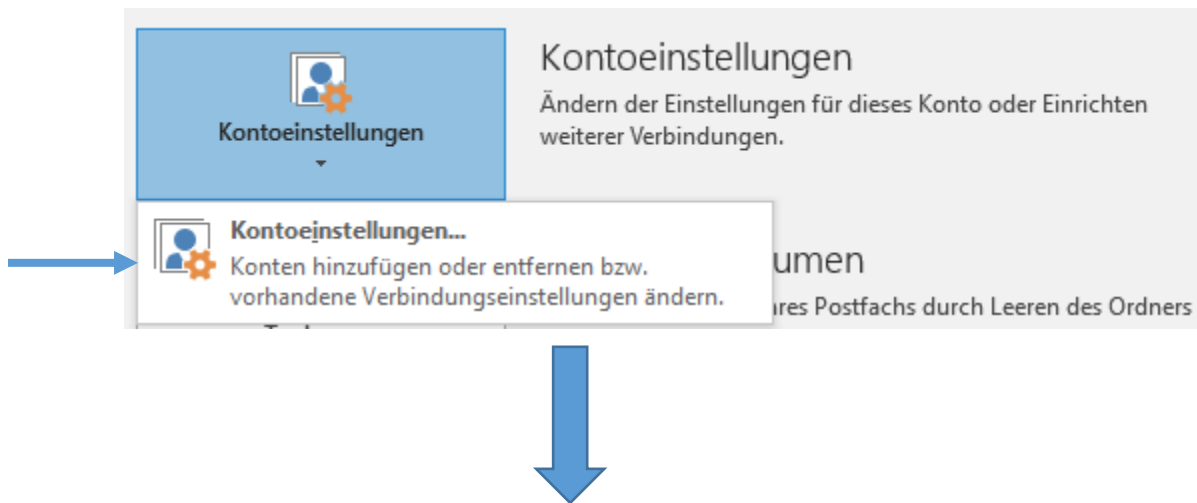 Kontoeinstellungen
Kontoeinstellungen
Ändern der Einstellungen für dieses Konto oder Einrichten
weiterer Verbindungen.
Kontoeinstellungen...
Konten hinzufügen oder entfernen bzw.
vorhandene Verbindungseinstellungen ändern.
umen
res Postfachs durch Leeren des Ordners